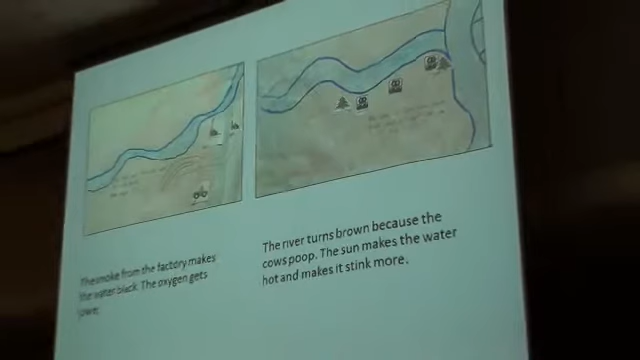 The smoke from the factory makes
the water black. The oxygen gets
lower.
The river turns brown because the
cows poop. The sun makes the water
hot and makes it stink more.